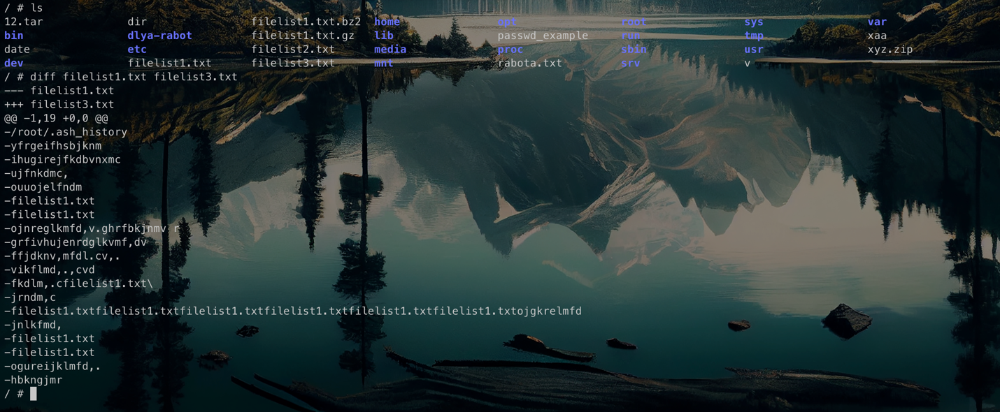 / # ls
12.tar dir filelist1.txt.bz2 home opt root sys var
bin dlya-rabot filelist1.txt.gz lib passwd_example run tmp xaa
date etc filelist2.txt media proc sbin usr xyz.zip
dev filelist1.txt filelist3.txt mnt rabota.txt srv v
/ # diff filelist1.txt filelist3.txt
--- filelist1.txt
+++ filelist3.txt
@@ -1,19 +0,0 @@
-/root/.ash_history
-yfrgeifhsbjknm
-ihugirejfkdbvnxmc
-ujfnkdmc,
-ouuojelfndm
-filelist1.txt
-filelist1.txt
-ojnreglkmfd,v.ghrfbkjnmv r
-grfivhujenrdglkvmf,dv
-ffjdknv,mfdl.cv,.
-vikflmd,.,cvd
-fkdlm,.cfilelist1.txt\
-jrndm,c
-filelist1.txtfilelist1.txtfilelist1.txtfilelist1.txtfilelist1.txtfilelist1.txtojgkrelmfd
-jnlkfmd,
-filelist1.txt
-filelist1.txt
-ogureijklmfd,.
-hbkngjmr
/ #